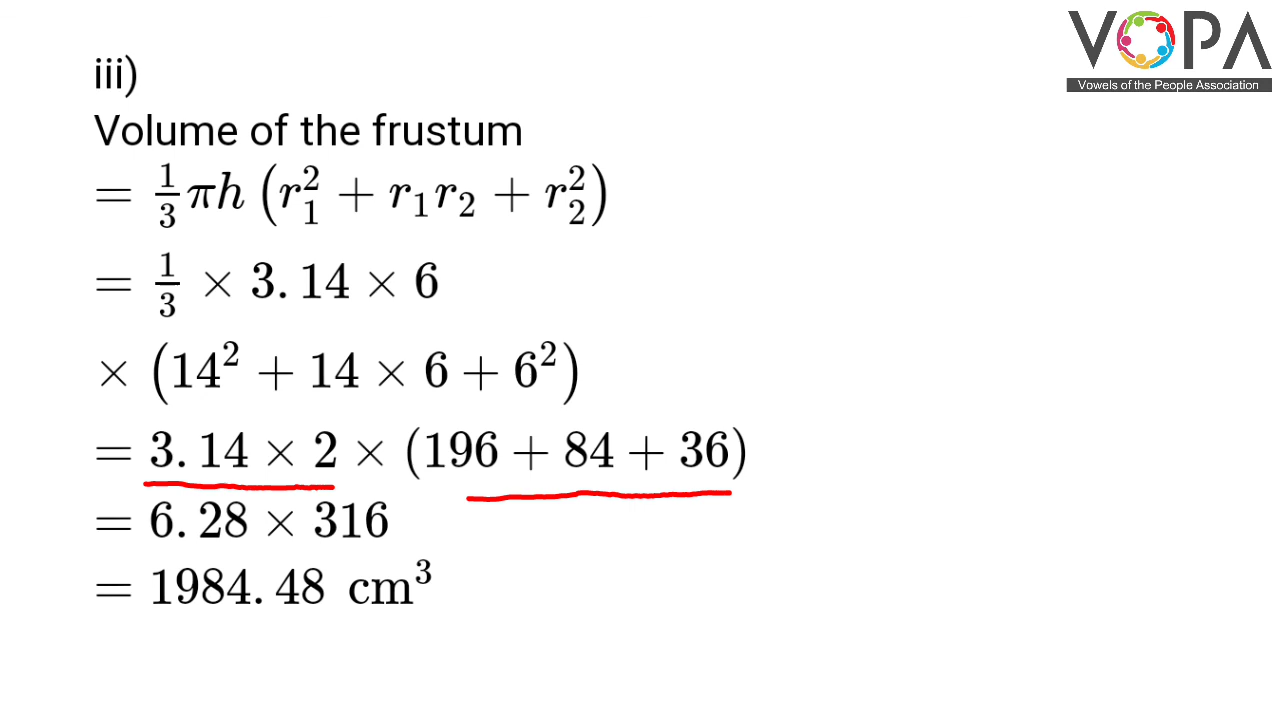 VOPA
Vowels of the People Association
iii)
Volume of the frustum
= 1/3 πh (r₁² + r₁r₂ + r₂²)
= 1/3 × 3.14 × 6
× (14² + 14 × 6 + 6²)
= 3.14 × 2 × (196 + 84 + 36)
= 6.28 × 316
= 1984.48 cm³